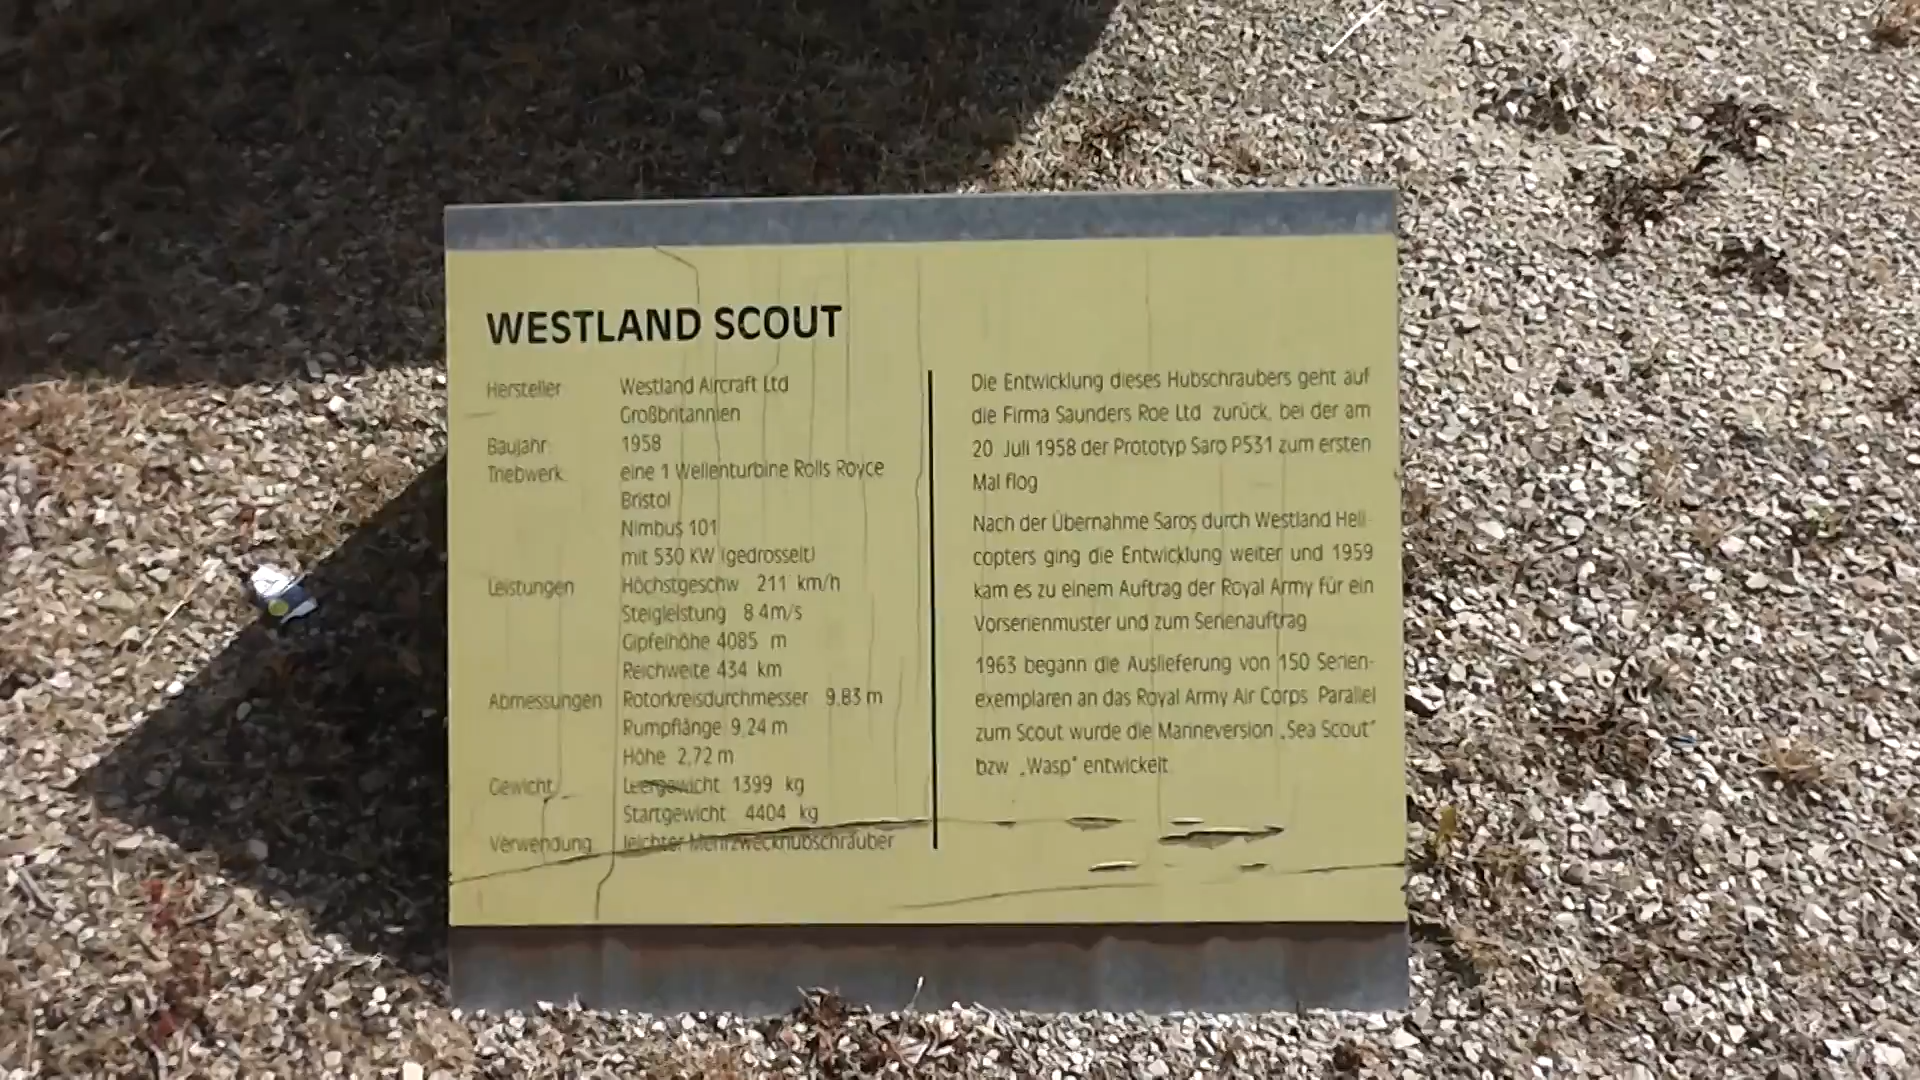 WESTLAND SCOUT
Hersteller Westland Aircraft Ltd
Großbritannien
Baujahr 1958
Triebwerk eine 1 Wellenturbine Rolls Royce
Bristol
Nimbus 101
mit 530 KW (gedrosselt)
Leistungen Höchstgeschw 211 km/h
Steigleistung 8 4m/s
Gipfelhöhe 4085 m
Reichweite 434 km
Abmessungen Rotorkreisdurchmesser 9,83 m
Rumpflänge 9,24 m
Höhe 2,72 m
Gewicht Leergewicht 1399 kg
Startgewicht 4404 kg
Verwendung leichter Mehrzweckhubschrauber
Die Entwicklung dieses Hubschraubers geht auf
die Firma Saunders Roe Ltd zurück, bei der am
20 Juli 1958 der Prototyp Saro P531 zum ersten
Mal flog
Nach der Übernahme Saros durch Westland Heli-
copters ging die Entwicklung weiter und 1959
kam es zu einem Auftrag der Royal Army für ein
Vorserienmuster und zum Serienauftrag
1963 begann die Auslieferung von 150 Serien-
exemplaren an das Royal Army Air Corps Parallel
zum Scout wurde die Marineversion „Sea Scout"
bzw „Wasp" entwickelt